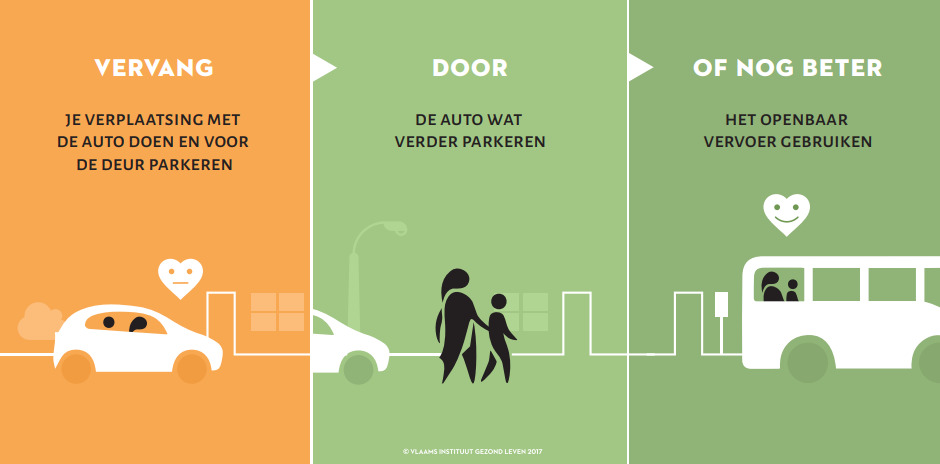 VERVANG
JE VERPLAATSING MET
DE AUTO DOEN EN VOOR
DE DEUR PARKEREN
DOOR
DE AUTO WAT
VERDER PARKEREN
OF NOG BETER
HET OPENBAAR
VERVOER GEBRUIKEN
© VLAAMS INSTITUUT GEZOND LEVEN 2017